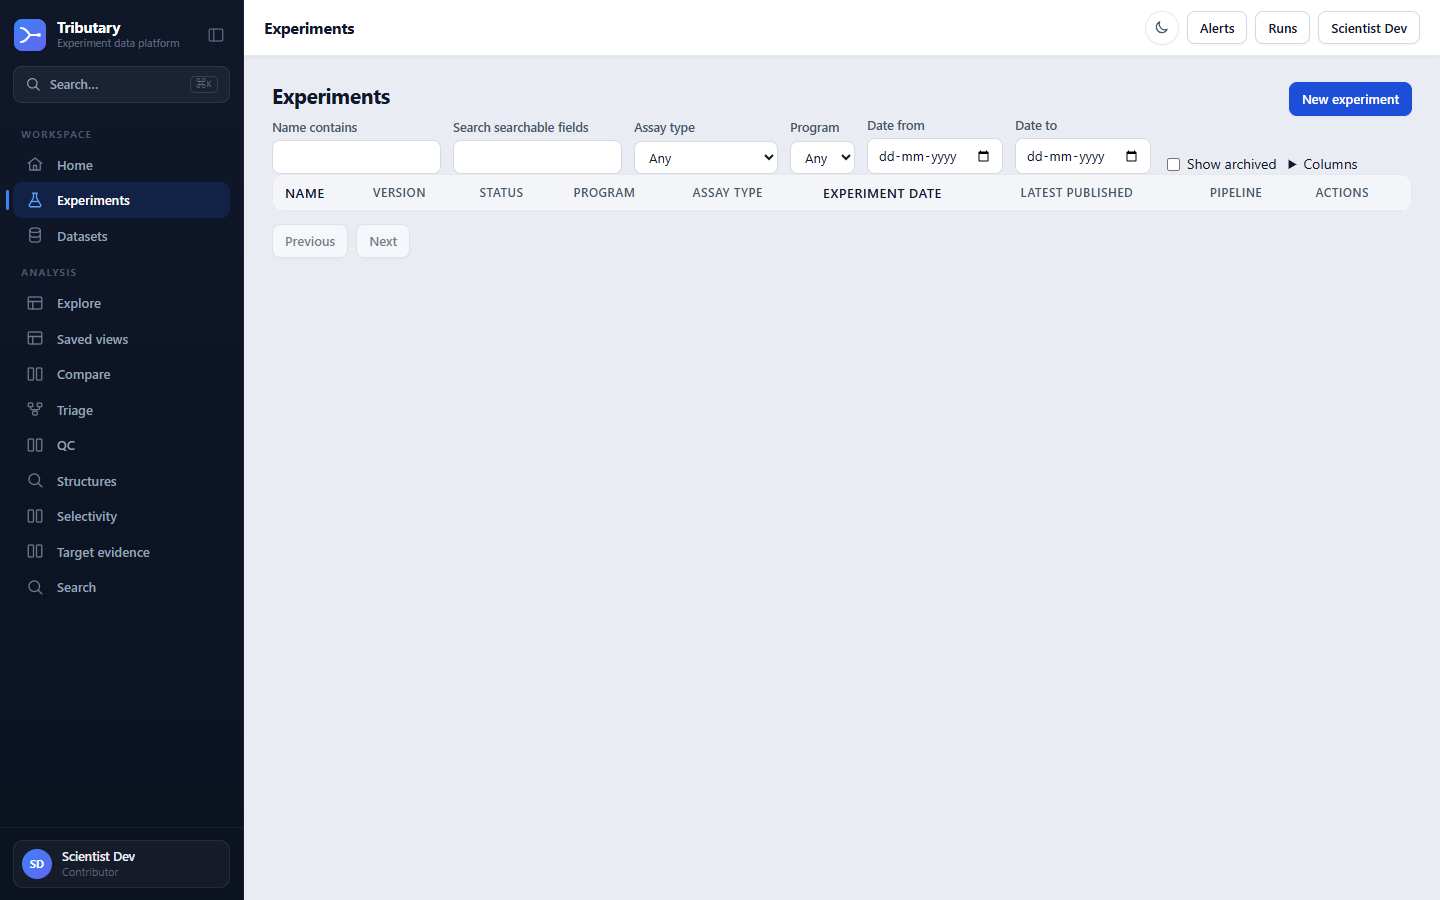 Tributary
Experiment data platform
Search...
⌘K
WORKSPACE
Home
Experiments
Datasets
ANALYSIS
Explore
Saved views
Compare
Triage
QC
Structures
Selectivity
Target evidence
Search
SD
Scientist Dev
Contributor
Experiments
Alerts
Runs
Scientist Dev
Experiments
New experiment
Name contains
Search searchable fields
Assay type
Program
Date from
Date to
Any
Any
dd-mm-yyyy
dd-mm-yyyy
Show archived
Columns
NAME VERSION STATUS PROGRAM ASSAY TYPE EXPERIMENT DATE LATEST PUBLISHED PIPELINE ACTIONS
Previous
Next